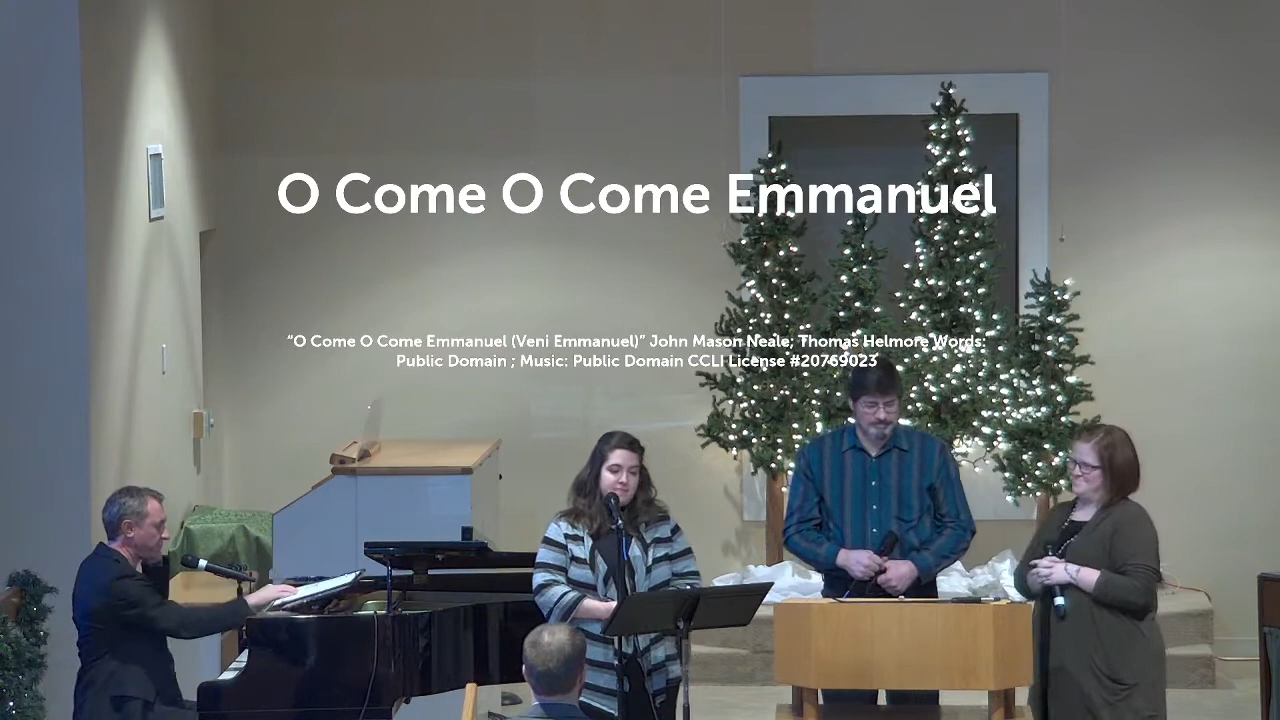 O Come O Come Emmanuel
“O Come O Come Emmanuel (Veni Emmanuel)” John Mason Neale; Thomas Helmore Words:
Public Domain ; Music: Public Domain CCLI License #20769023